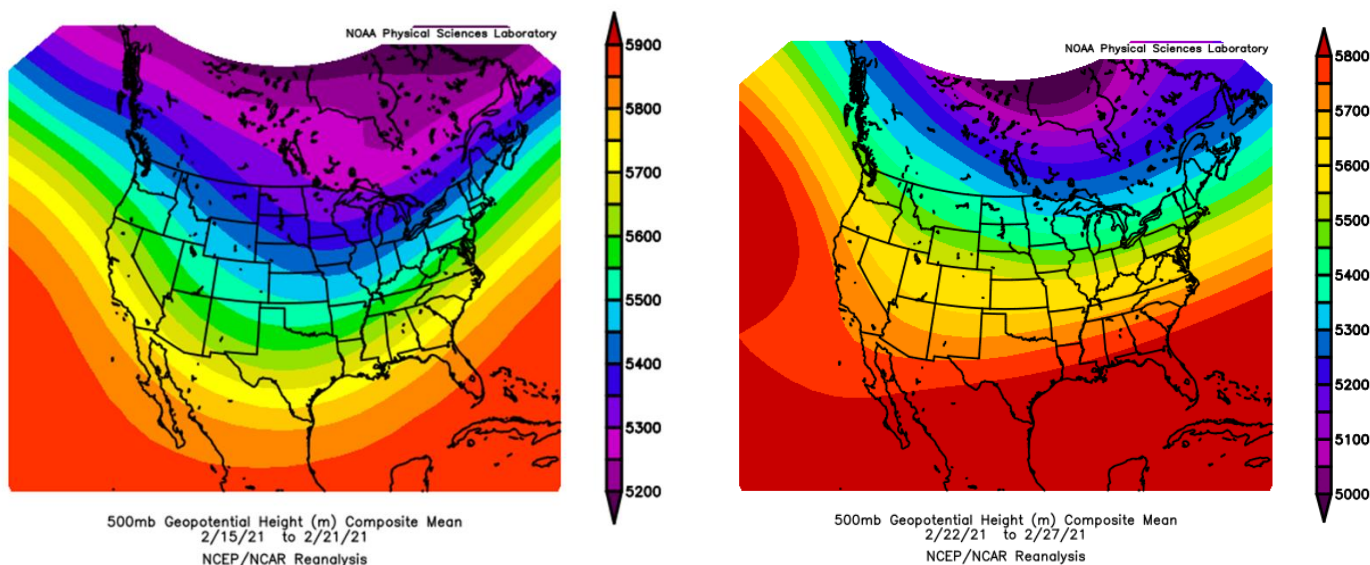 NOAA Physical Sciences Laboratory
5900
5800
5700
5600
5500
5400
5300
5200
500mb Geopotential Height (m) Composite Mean
2/15/21 to 2/21/21
NCEP/NCAR Reanalysis
NOAA Physical Sciences Laboratory
5800
5700
5600
5500
5400
5300
5200
5100
5000
500mb Geopotential Height (m) Composite Mean
2/22/21 to 2/27/21
NCEP/NCAR Reanalysis